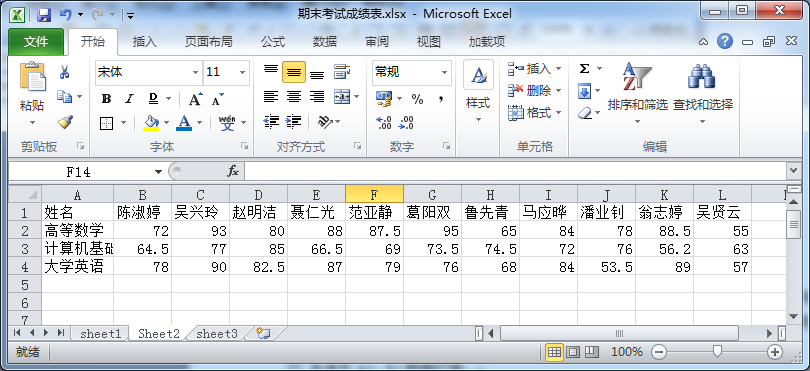 期末考试成绩表.xlsx - Microsoft Excel
文件 开始 插入 页面布局 公式 数据 审阅 视图 加载项
宋体 11 常规 插入 Σ
粘贴 B I U A A % , 样式 删除 排序和筛选 查找和选择
A wén 文 .0 .00 .00 .0 格式
剪贴板 字体 对齐方式 数字 单元格 编辑
F14 fx
A B C D E F G H I J K L
1 姓名 陈淑婷 吴兴玲 赵明洁 聂仁光 范亚静 葛阳双 鲁先青 马应晔 潘业钊 翁志婷 吴贤云
2 高等数学 72 93 80 88 87.5 95 65 84 78 88.5 55
3 计算机基础 64.5 77 85 66.5 69 73.5 74.5 72 76 56.2 63
4 大学英语 78 90 82.5 87 79 76 68 84 53.5 89 57
5
6
7
sheet1 Sheet2 sheet3
就绪 100%